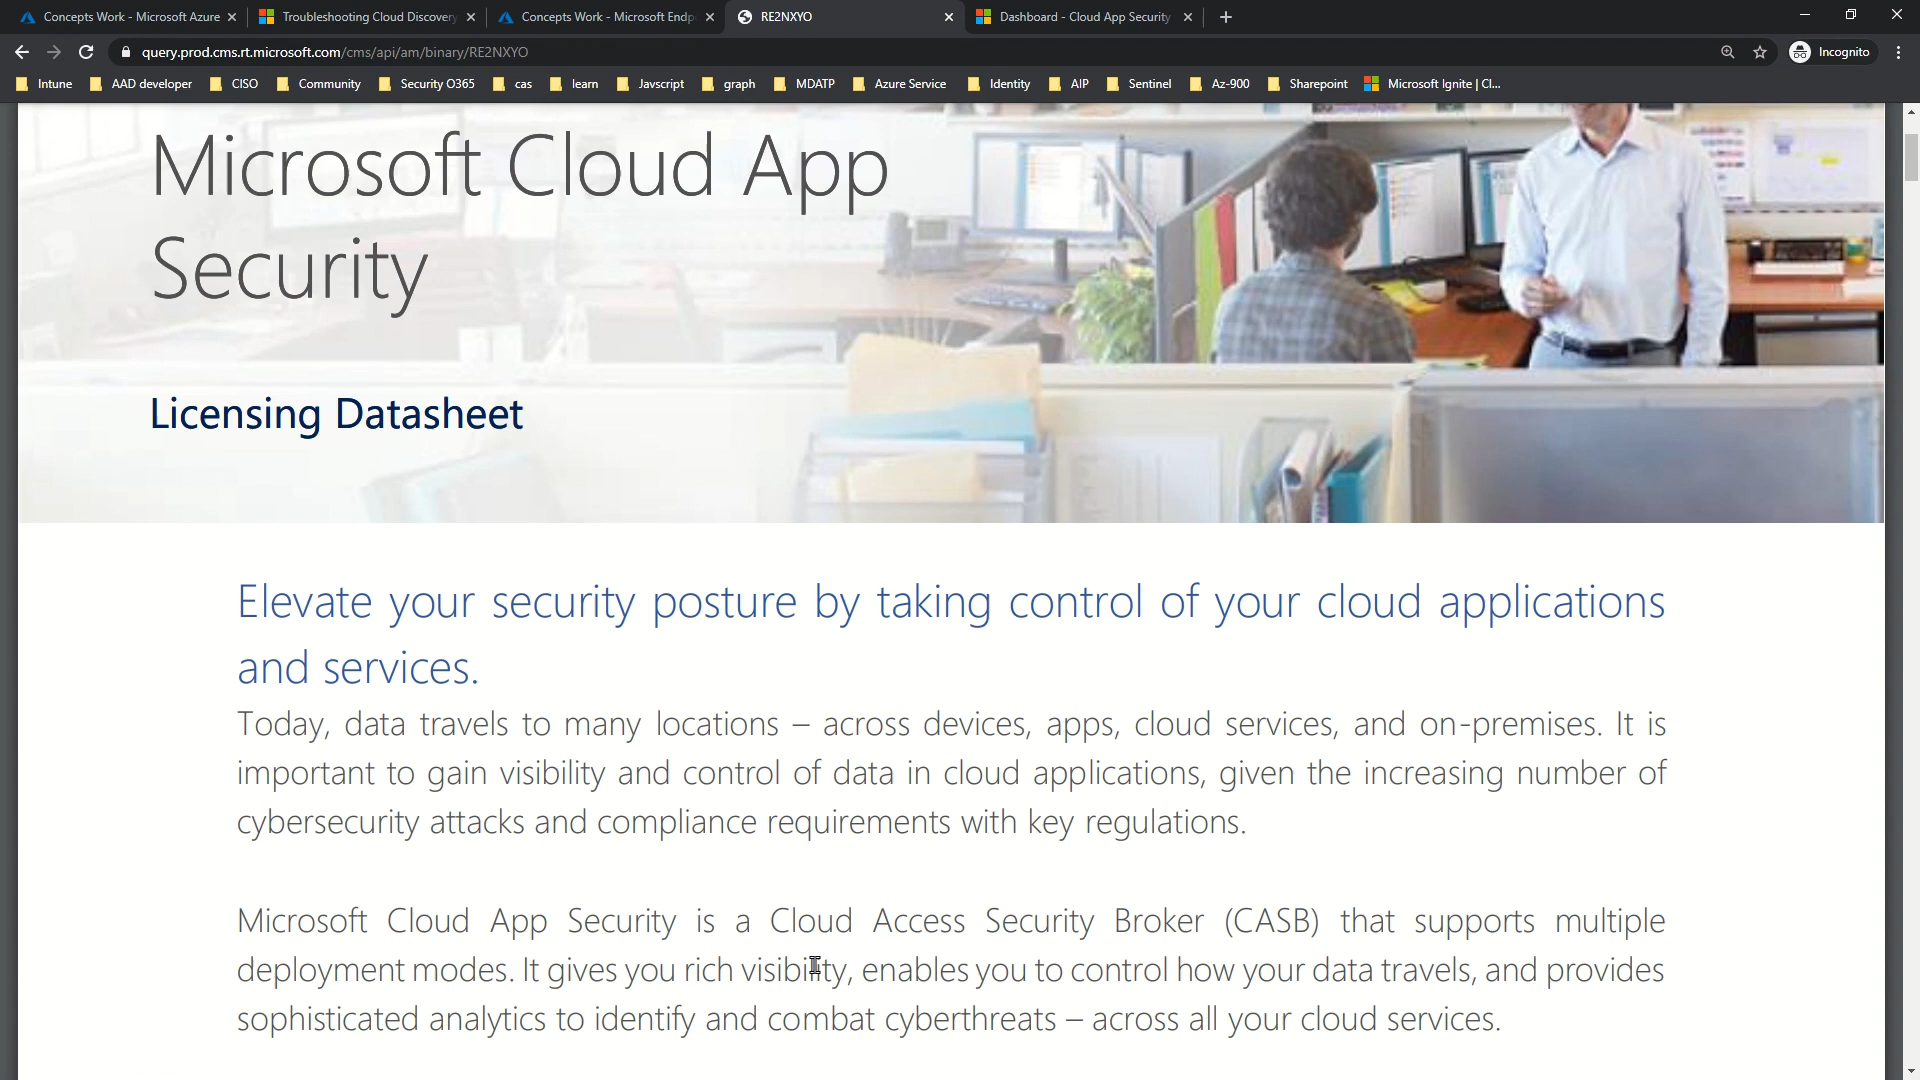 Concepts Work - Microsoft Azure
Troubleshooting Cloud Discovery
Concepts Work - Microsoft Endp
RE2NXYO
Dashboard - Cloud App Security
query.prod.cms.rt.microsoft.com/cms/api/am/binary/RE2NXYO
Incognito
Intune AAD developer CISO Community Security O365 cas learn Javscript graph MDATP Azure Service Identity AIP Sentinel Az-900 Sharepoint Microsoft Ignite | Cl...
Microsoft Cloud App
Security
Licensing Datasheet
Elevate your security posture by taking control of your cloud applications
and services.
Today, data travels to many locations – across devices, apps, cloud services, and on-premises. It is
important to gain visibility and control of data in cloud applications, given the increasing number of
cybersecurity attacks and compliance requirements with key regulations.
Microsoft Cloud App Security is a Cloud Access Security Broker (CASB) that supports multiple
deployment modes. It gives you rich visibility, enables you to control how your data travels, and provides
sophisticated analytics to identify and combat cyberthreats – across all your cloud services.